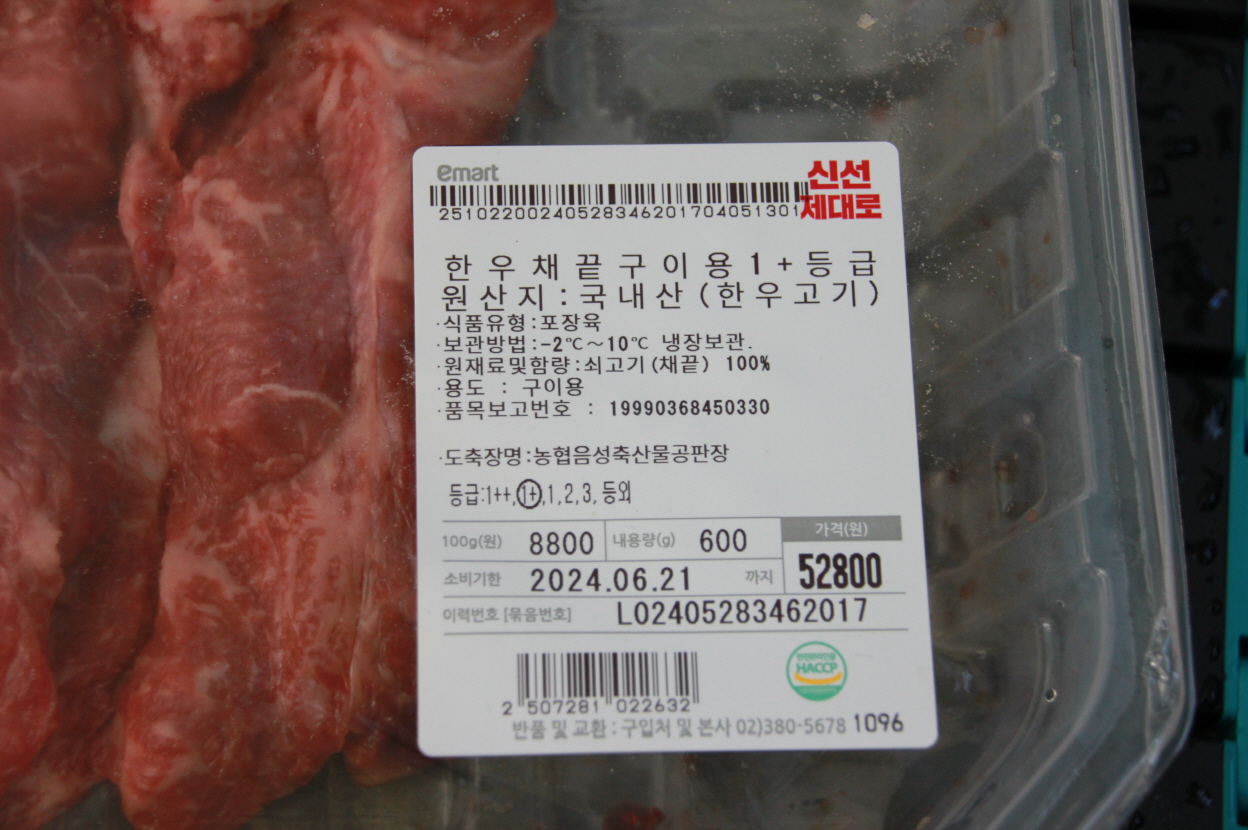 emart
신선
제대로
2510220024052834620170405 1301
한우채끝구이용1+등급
원산지:국내산(한우고기)
·식품유형:포장육
·보관방법:-2℃~10℃ 냉장보관.
·원재료및함량:쇠고기(채끝) 100%
·용도 : 구이용
·품목보고번호 : 19990368450330
·도축장명:농협음성축산물공판장
등급:1++,1+,1,2,3,등외
100g(원) 8800 내용량(g) 600 가격(원)
소비기한 2024.06.21 까지 52800
이력번호 [묶음번호] L02405283462017
HACCP
2 507281 022632
반품 및 교환 : 구입처 및 본사 02)380-5678 1096